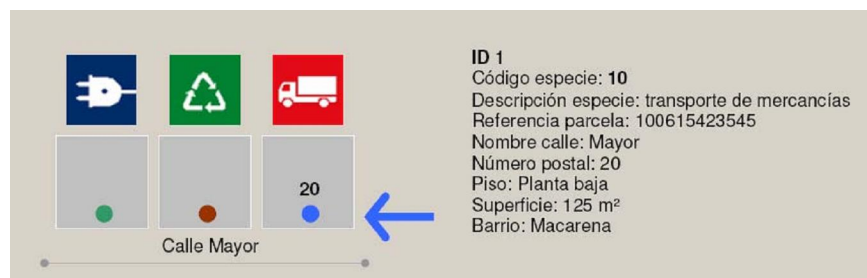 20
Calle Mayor
ID 1
Código especie: 10
Descripción especie: transporte de mercancías
Referencia parcela: 100615423545
Nombre calle: Mayor
Número postal: 20
Piso: Planta baja
Superficie: 125 m²
Barrio: Macarena